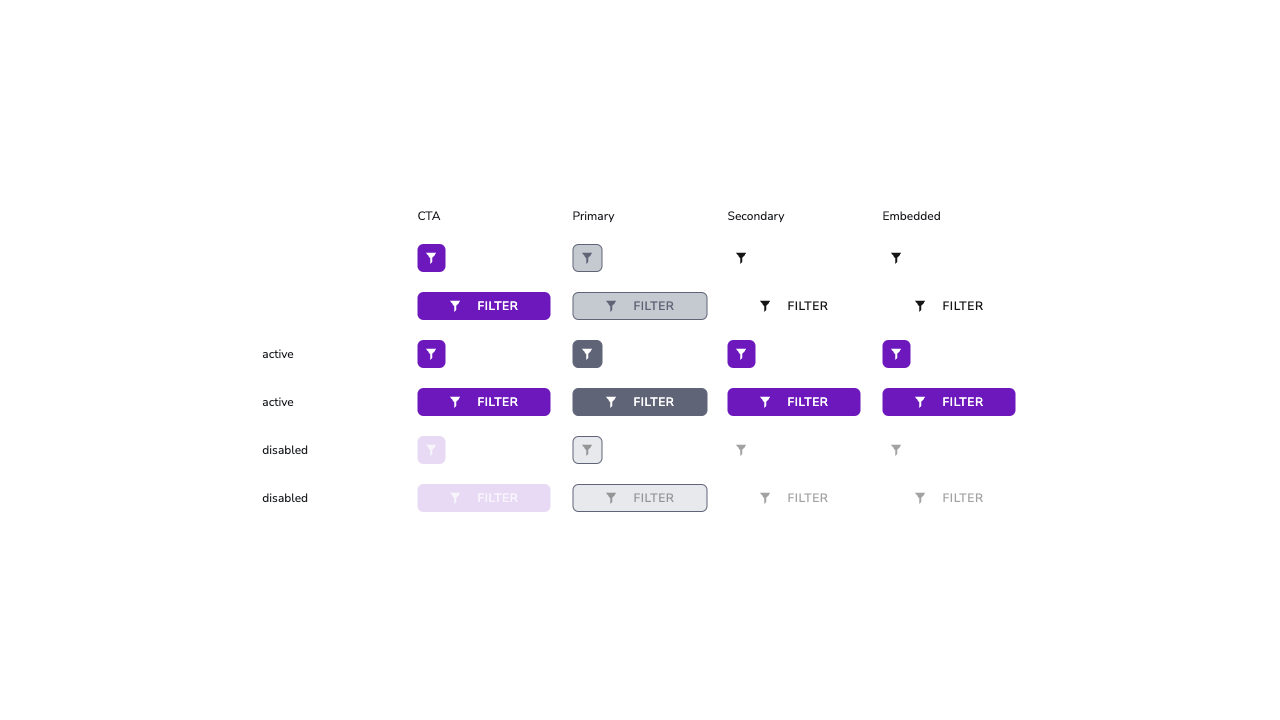 CTA Primary Secondary Embedded
FILTER FILTER FILTER FILTER
active
active FILTER FILTER FILTER FILTER
disabled
disabled FILTER FILTER FILTER FILTER